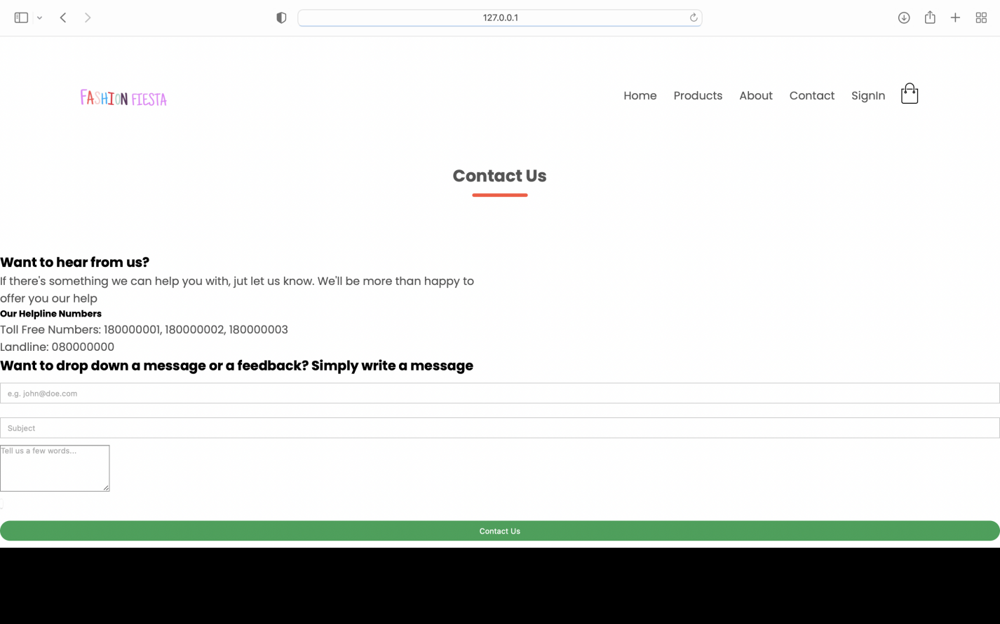 127.0.0.1
FASHION FIESTA
Home Products About Contact SignIn
Contact Us
Want to hear from us?
If there's something we can help you with, jut let us know. We'll be more than happy to
offer you our help
Our Helpline Numbers
Toll Free Numbers: 180000001, 180000002, 180000003
Landline: 080000000
Want to drop down a message or a feedback? Simply write a message
e.g. john@doe.com
Subject
Tell us a few words...
Contact Us